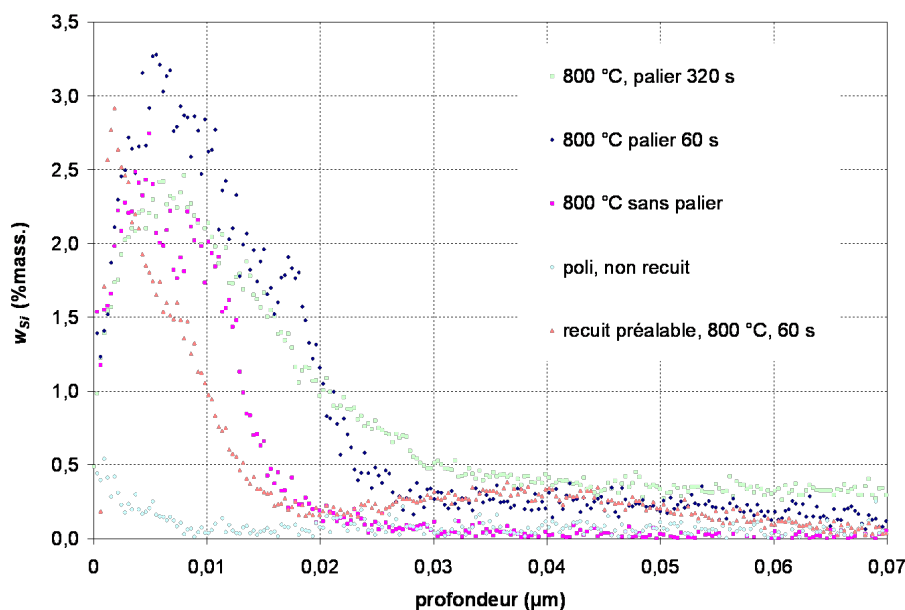 3,5
3,0
2,5
2,0
1,5
1,0
0,5
0,0
w_Si (%mass.)
800 °C, palier 320 s
800 °C palier 60 s
800 °C sans palier
poli, non recuit
recuit préalable, 800 °C, 60 s
0 0,01 0,02 0,03 0,04 0,05 0,06 0,07
profondeur (µm)